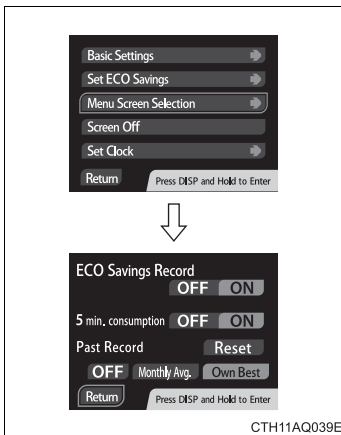 Basic Settings
Set ECO Savings
Menu Screen Selection
Screen Off
Set Clock
Return Press DISP and Hold to Enter
ECO Savings Record
OFF ON
5 min. consumption OFF ON
Past Record Reset
OFF Monthly Avg. Own Best
Return Press DISP and Hold to Enter
CTH11AQ039E